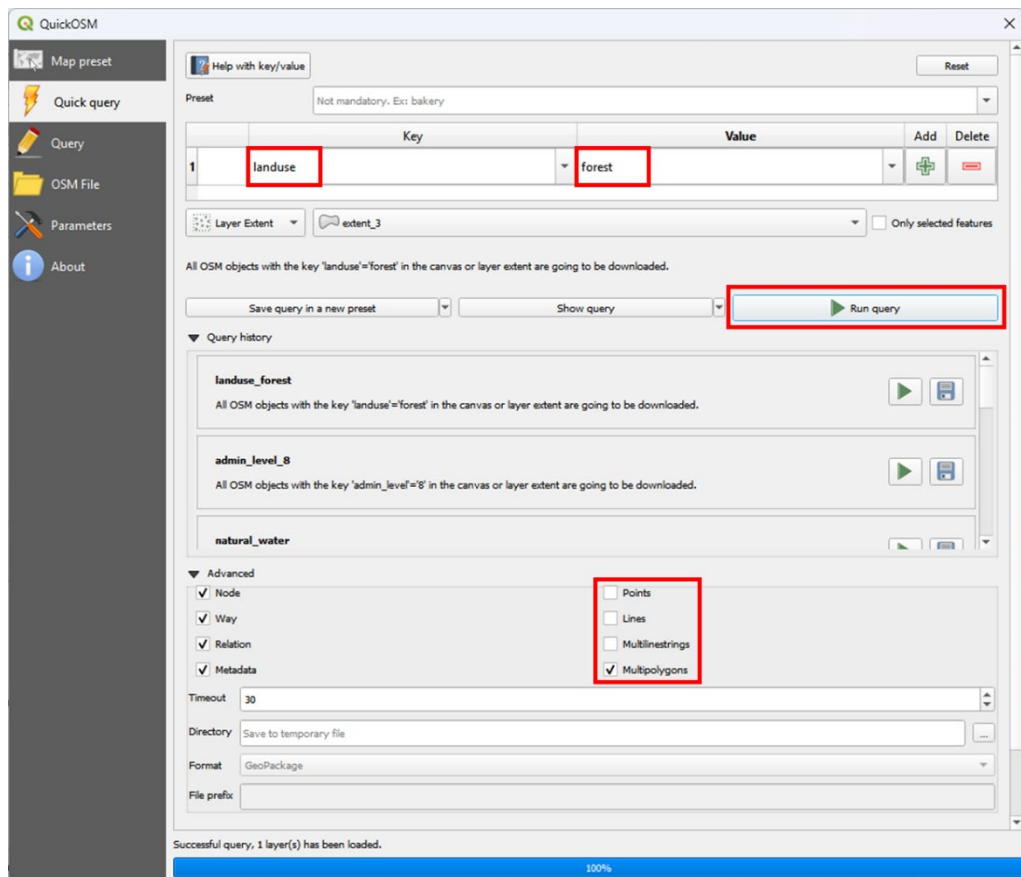 QuickOSM
Map preset
Quick query
Query
OSM File
Parameters
About
Help with key/value
Reset
Preset
Not mandatory. Ex: bakery
Key Value Add Delete
1 landuse forest
Layer Extent extent_3 Only selected features
All OSM objects with the key 'landuse'='forest' in the canvas or layer extent are going to be downloaded.
Save query in a new preset Show query Run query
Query history
landuse_forest
All OSM objects with the key 'landuse'='forest' in the canvas or layer extent are going to be downloaded.
admin_level_8
All OSM objects with the key 'admin_level'='8' in the canvas or layer extent are going to be downloaded.
natural_water
Advanced
Node Points
Way Lines
Relation Multilinestrings
Metadata Multipolygons
Timeout 30
Directory Save to temporary file ...
Format GeoPackage
File prefix
Successful query, 1 layer(s) has been loaded.
100%